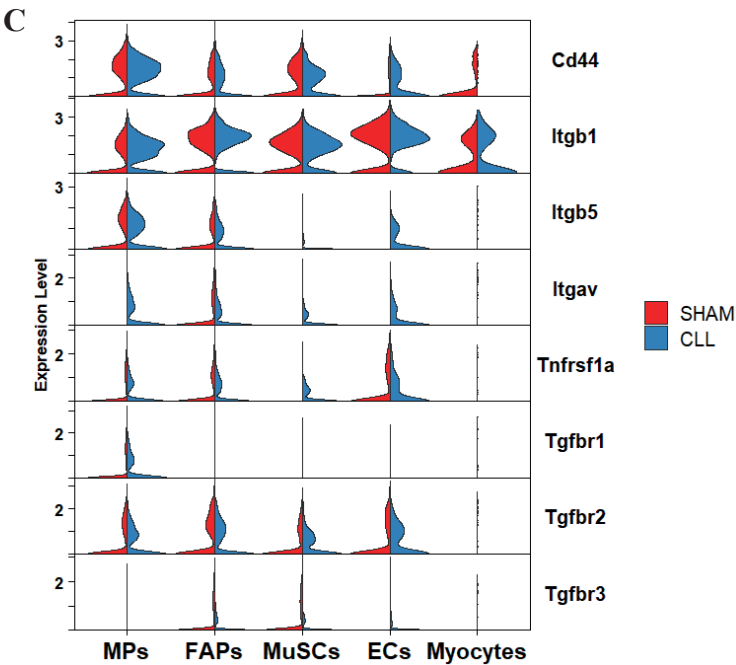 C
3
Cd44
3
Itgb1
3
Itgb5
2
Itgav
Expression Level
SHAM
CLL
2
Tnfrsf1a
2
Tgfbr1
2
Tgfbr2
2
Tgfbr3
MPs FAPs MuSCs ECs Myocytes